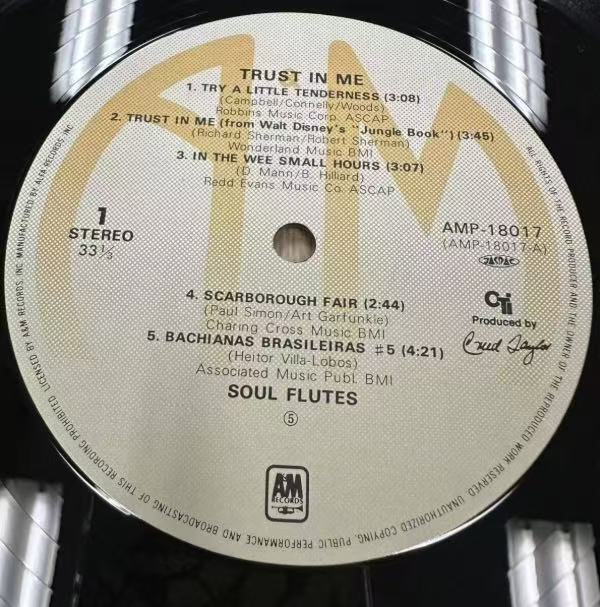 TRUST IN ME
1. TRY A LITTLE TENDERNESS (3:08)
(Campbell/Connelly/Woods)
Robbins Music Corp. ASCAP
2. TRUST IN ME (from Walt Disney's "Jungle Book") (3:45)
(Richard Sherman/Robert Sherman)
Wonderland Music BMI
3. IN THE WEE SMALL HOURS (3:07)
(D. Mann/B. Hilliard)
Redd Evans Music Co. ASCAP
1
STEREO
33⅓
AMP-18017
(AMP-18017-A)
JASRAC
CTi
Produced by
Creed Taylor
4. SCARBOROUGH FAIR (2:44)
(Paul Simon/Art Garfunkle)
Charing Cross Music BMI
5. BACHIANAS BRASILEIRAS #5 (4:21)
(Heitor Villa-Lobos)
Associated Music Publ. BMI
SOUL FLUTES
⑤
A&M
RECORDS
ALL RIGHTS OF THE RECORD PRODUCER AND THE OWNER OF THE REPRODUCED WORK RESERVED. UNAUTHORIZED COPYING, PUBLIC PERFORMANCE AND BROADCASTING OF THIS RECORDING PROHIBITED LICENSED BY A&M RECORDS, INC MANUFACTURED BY ALFA RECORDS, INC